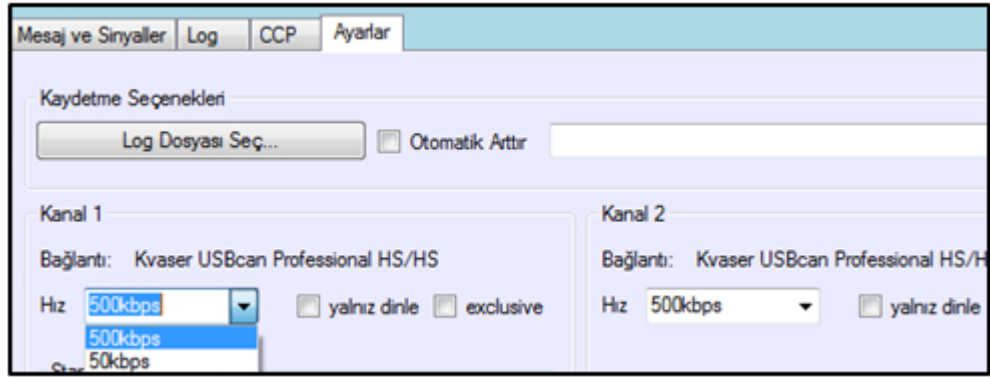 Mesaj ve Sinyaller Log CCP Ayarlar
Kaydetme Seçenekleri
Log Dosyası Seç... Otomatik Arttır
Kanal 1 Kanal 2
Bağlantı: Kvaser USBcan Professional HS/HS Bağlantı: Kvaser USBcan Professional HS/H
Hız 500kbps yalnız dinle exclusive Hız 500kbps yalnız dinle
500kbps
50kbps